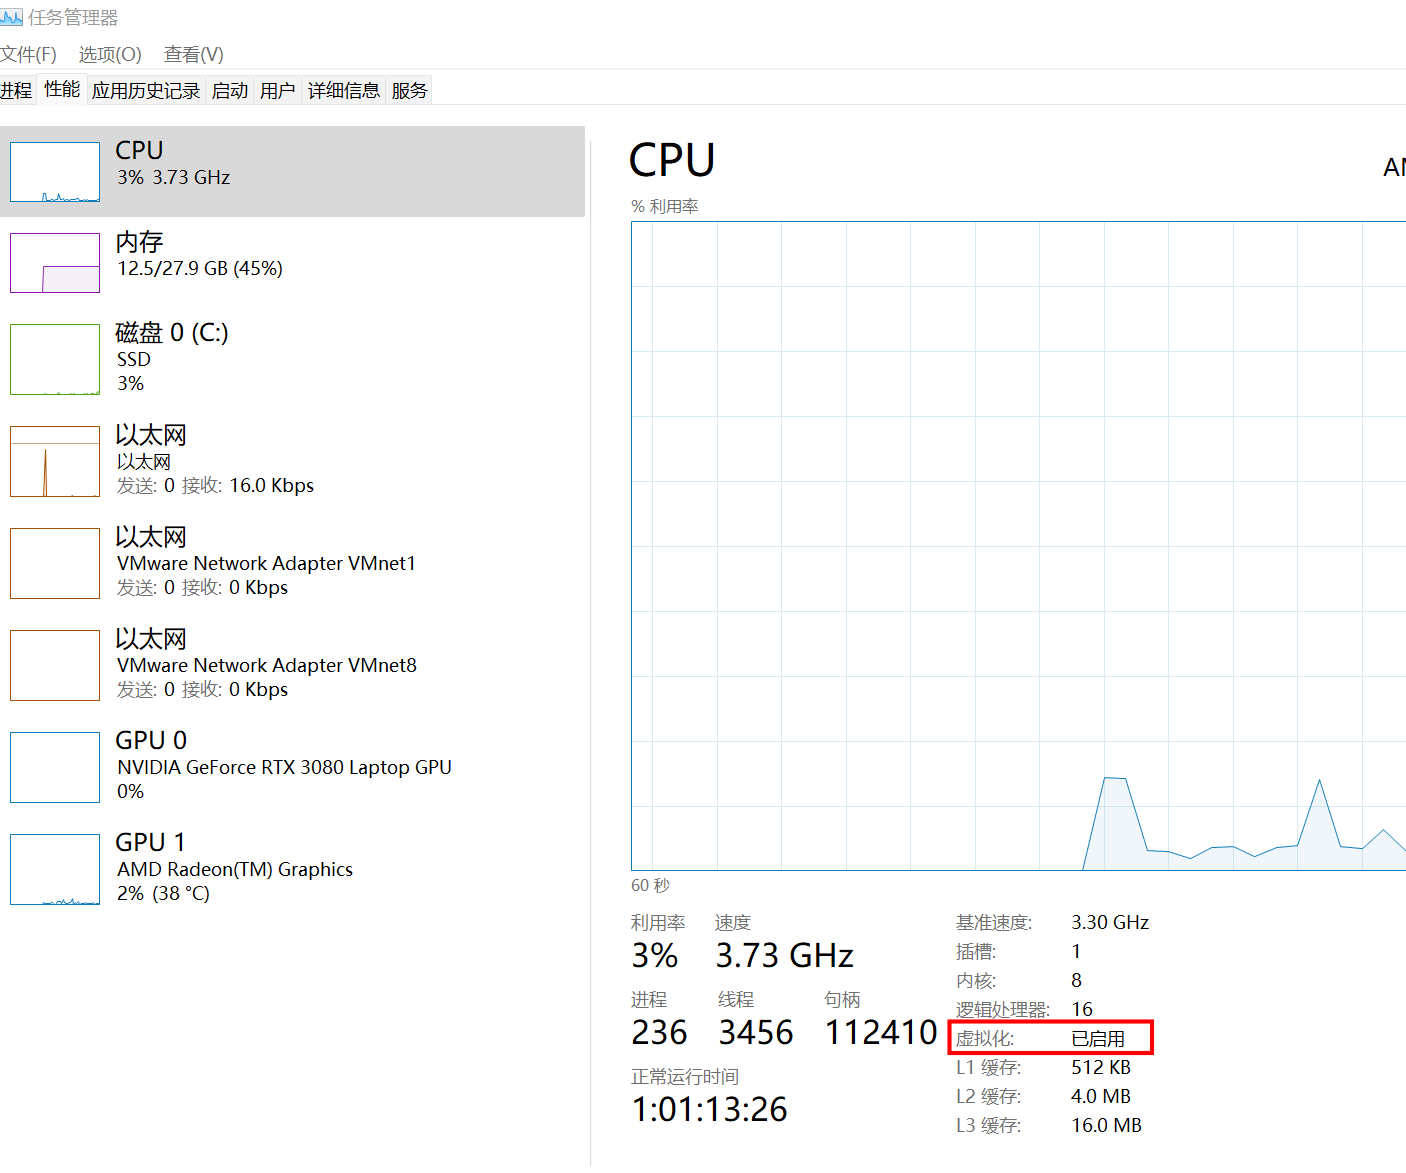 任务管理器
文件(F) 选项(O) 查看(V)
进程 性能 应用历史记录 启动 用户 详细信息 服务
CPU
3% 3.73 GHz
内存
12.5/27.9 GB (45%)
磁盘 0 (C:)
SSD
3%
以太网
以太网
发送: 0 接收: 16.0 Kbps
以太网
VMware Network Adapter VMnet1
发送: 0 接收: 0 Kbps
以太网
VMware Network Adapter VMnet8
发送: 0 接收: 0 Kbps
GPU 0
NVIDIA GeForce RTX 3080 Laptop GPU
0%
GPU 1
AMD Radeon(TM) Graphics
2% (38 °C)
CPU
% 利用率
60 秒
利用率 速度
3% 3.73 GHz
进程 线程 句柄
236 3456 112410
正常运行时间
1:01:13:26
基准速度: 3.30 GHz
插槽: 1
内核: 8
逻辑处理器: 16
虚拟化: 已启用
L1 缓存: 512 KB
L2 缓存: 4.0 MB
L3 缓存: 16.0 MB